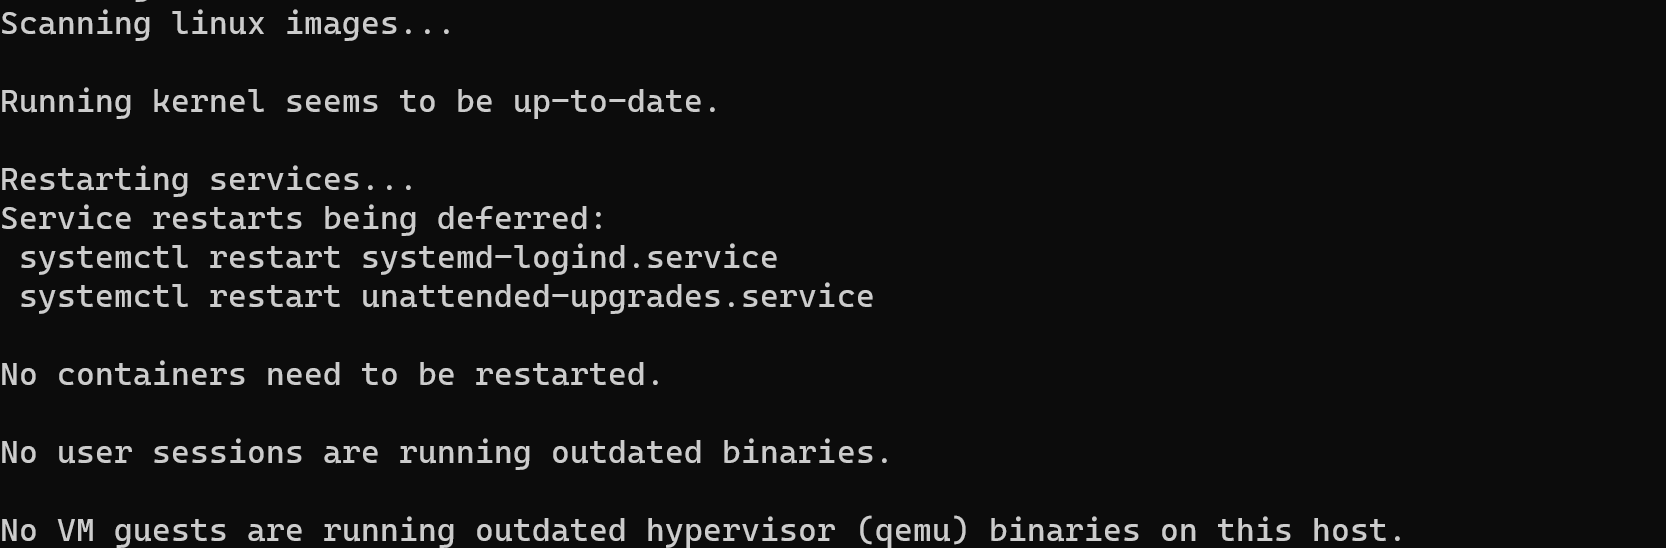 Scanning linux images...
Running kernel seems to be up-to-date.
Restarting services...
Service restarts being deferred:
systemctl restart systemd-logind.service
systemctl restart unattended-upgrades.service
No containers need to be restarted.
No user sessions are running outdated binaries.
No VM guests are running outdated hypervisor (qemu) binaries on this host.